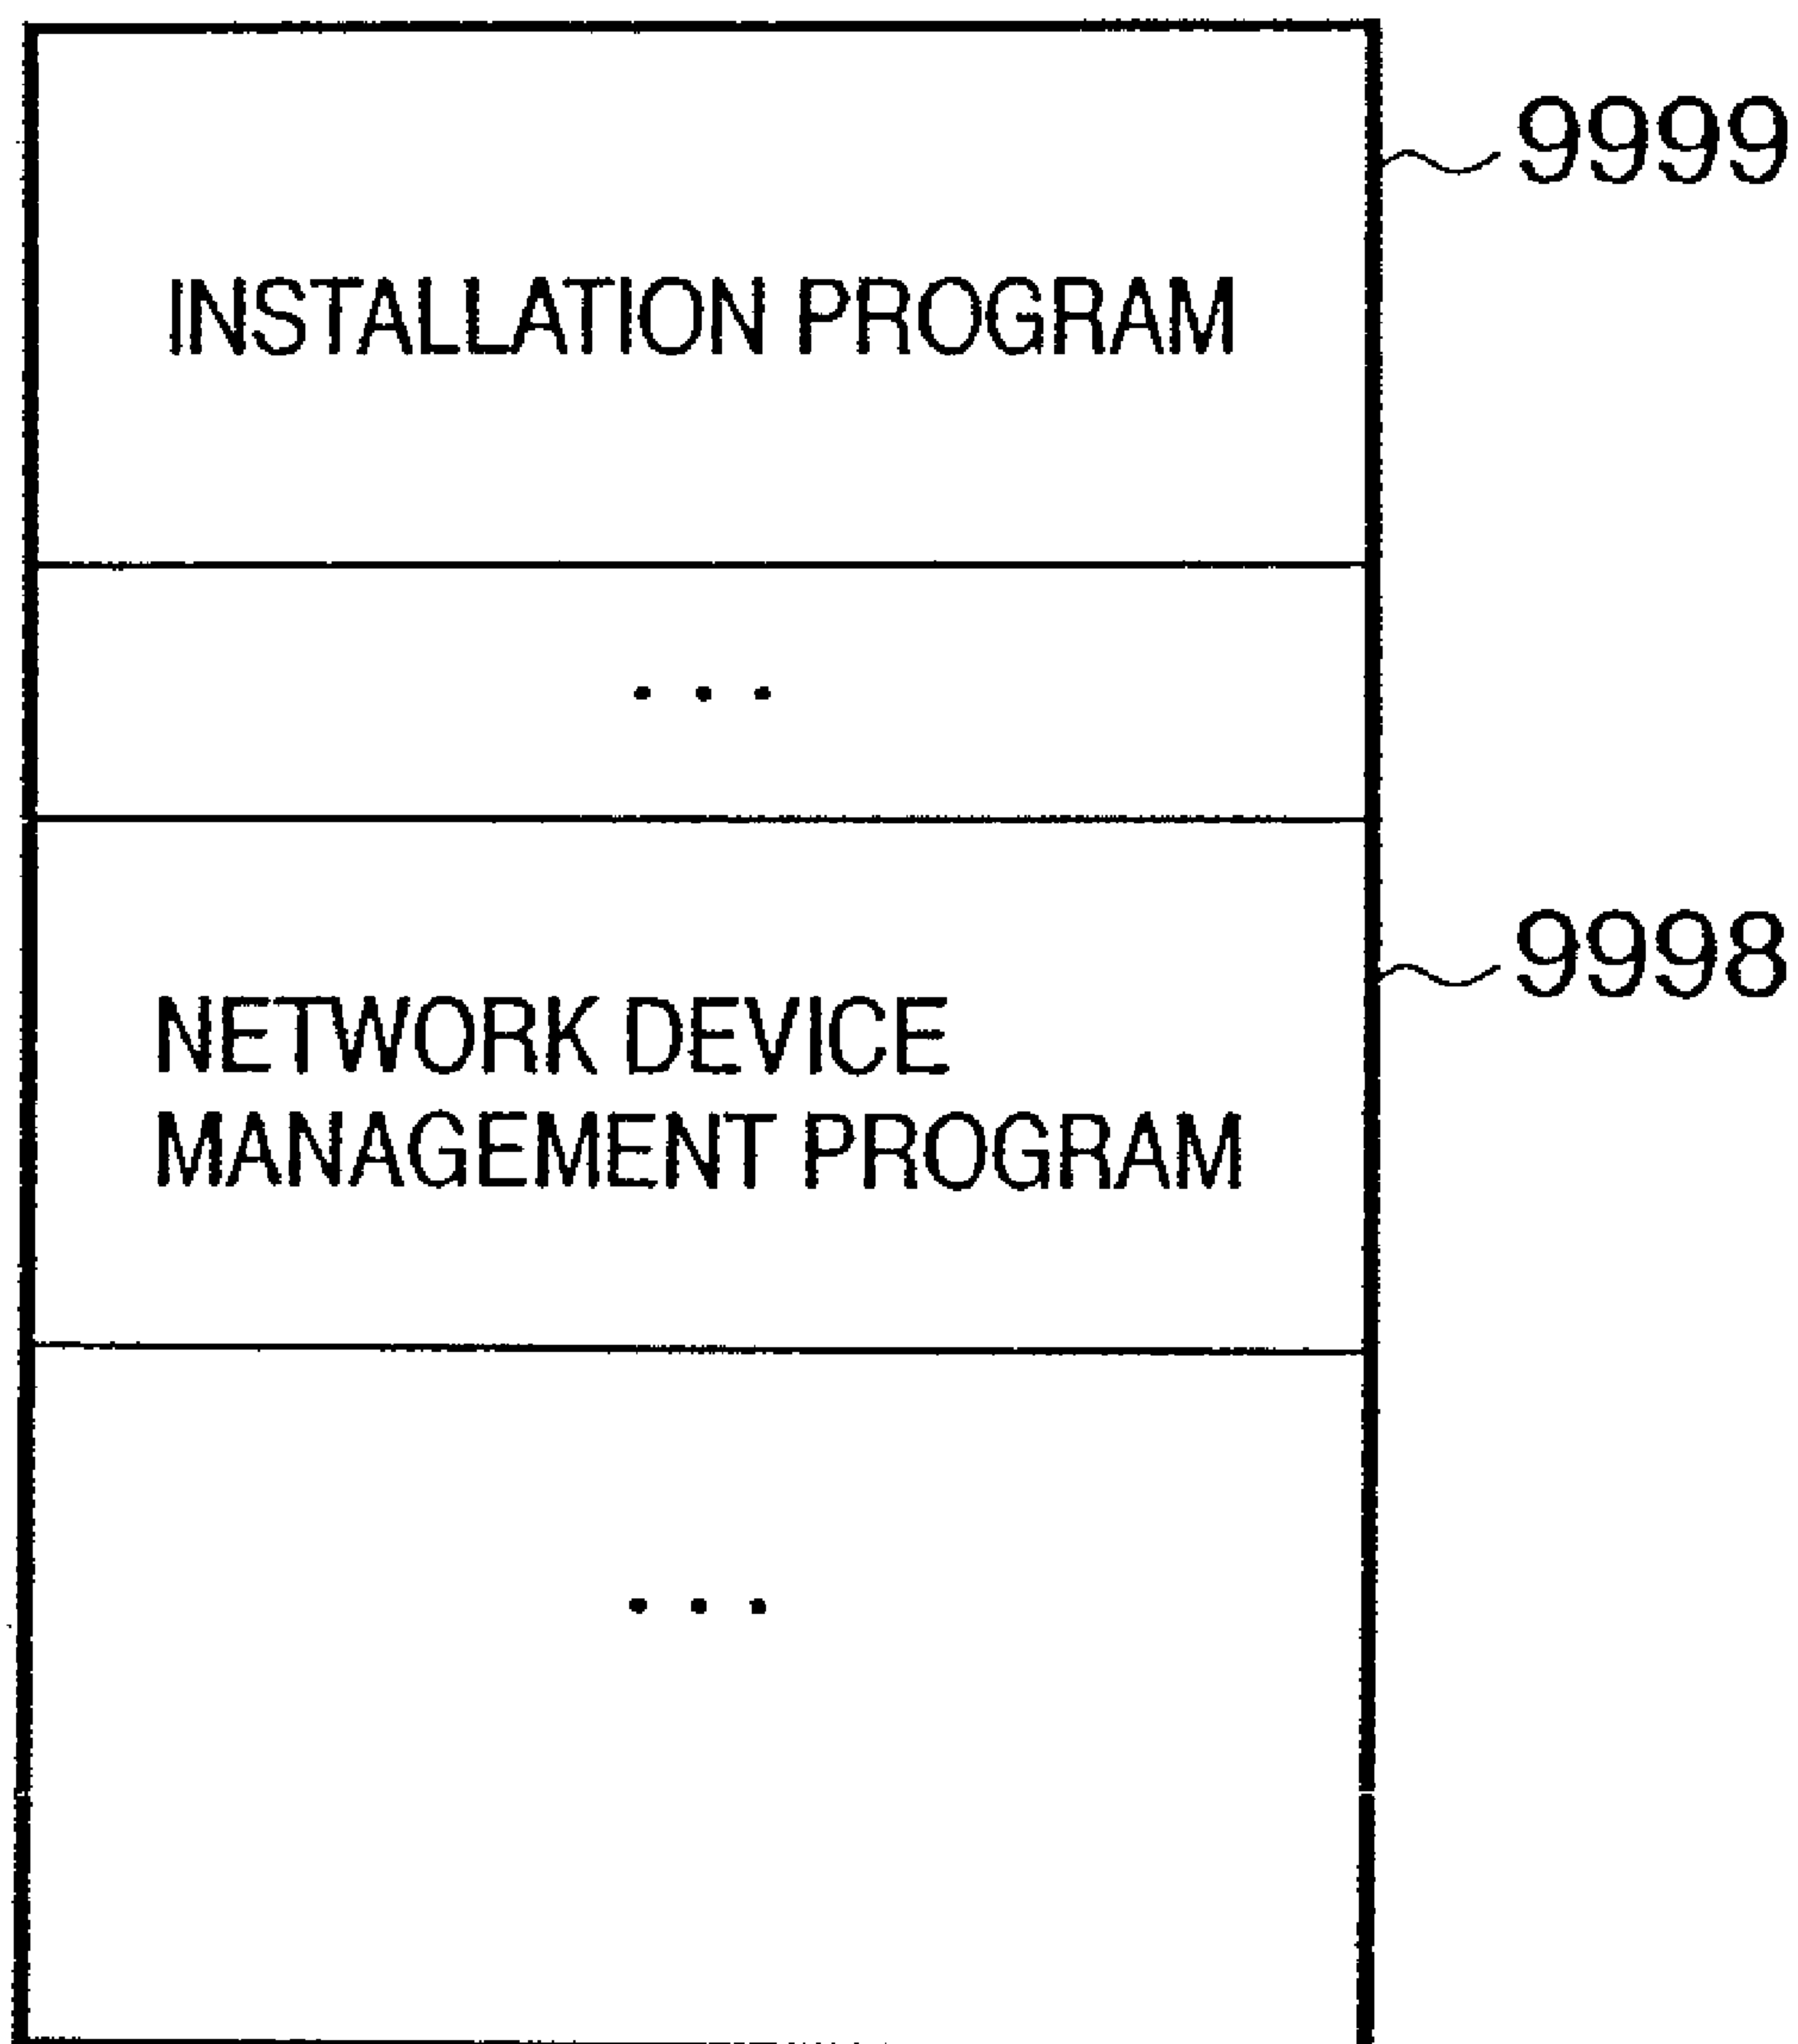 9999
INSTALLATION PROGRAM
...
9998
NETWORK DEVICE
MANAGEMENT PROGRAM
...